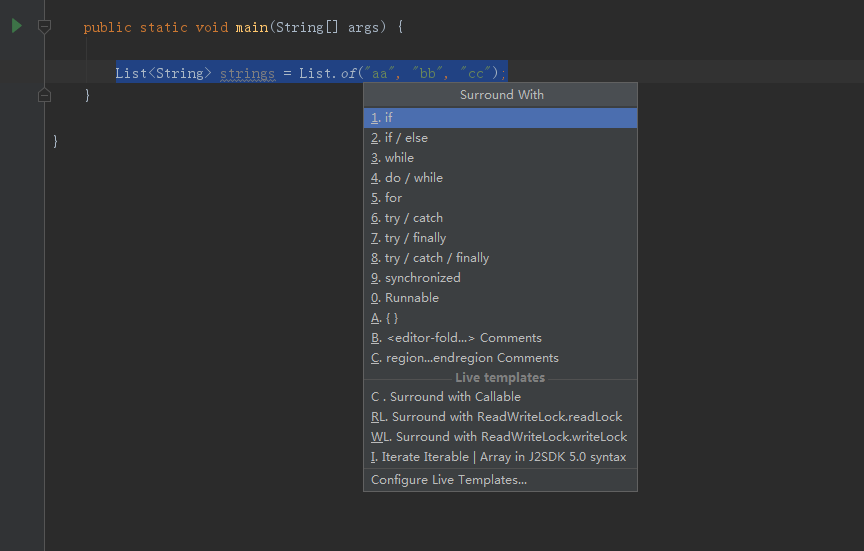 public static void main(String[] args) {
List<String> strings = List.of("aa", "bb", "cc");
}
}
Surround With
1. if
2. if / else
3. while
4. do / while
5. for
6. try / catch
7. try / finally
8. try / catch / finally
9. synchronized
0. Runnable
A. { }
B. <editor-fold...> Comments
C. region...endregion Comments
Live templates
C . Surround with Callable
RL. Surround with ReadWriteLock.readLock
WL. Surround with ReadWriteLock.writeLock
I. Iterate Iterable | Array in J2SDK 5.0 syntax
Configure Live Templates...